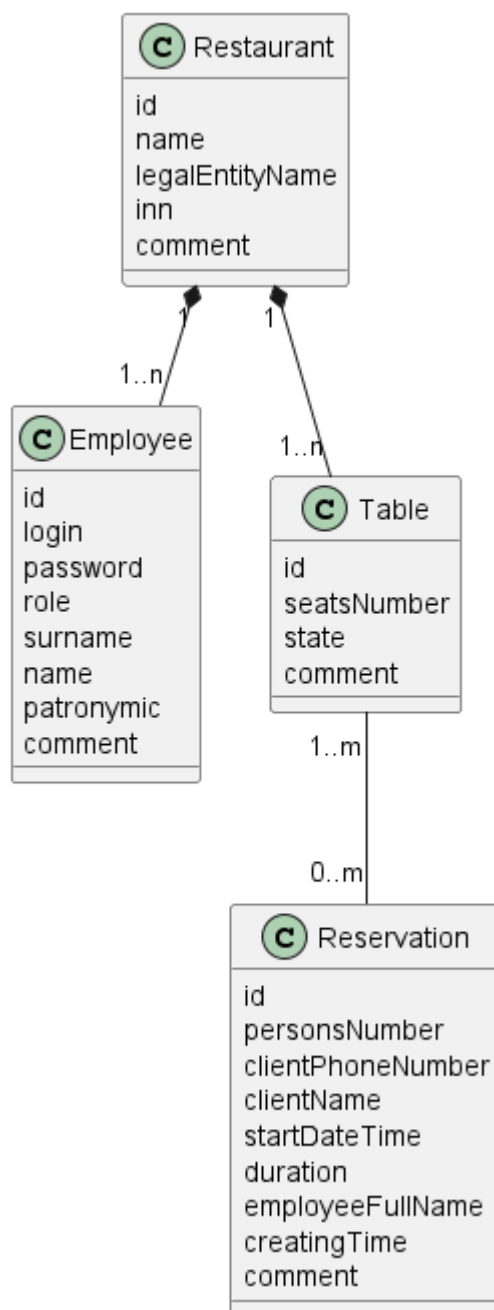 C Restaurant
id
name
legalEntityName
inn
comment
1 1
1..n
1..n
C Employee
id
login
password
role
surname
name
patronymic
comment
C Table
id
seatsNumber
state
comment
1..m
0..m
C Reservation
id
personsNumber
clientPhoneNumber
clientName
startDateTime
duration
employeeFullName
creatingTime
comment